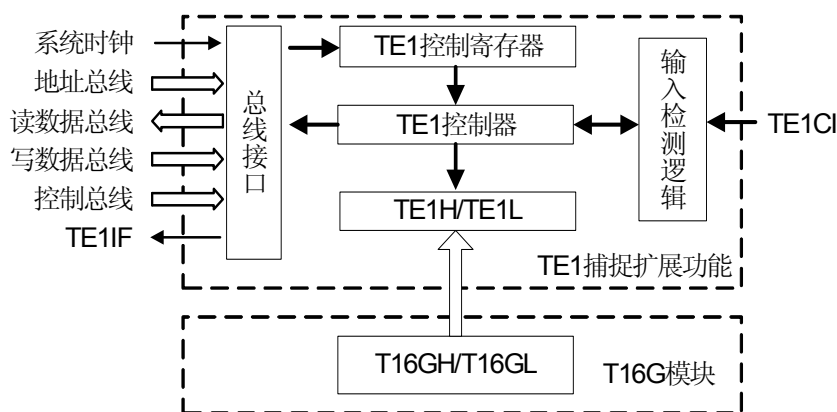 系统时钟
地址总线
读数据总线
写数据总线
控制总线
TE1IF
总线接口
TE1控制寄存器
TE1控制器
TE1H/TE1L
输入检测逻辑
TE1CI
TE1捕捉扩展功能
T16GH/T16GL
T16G模块